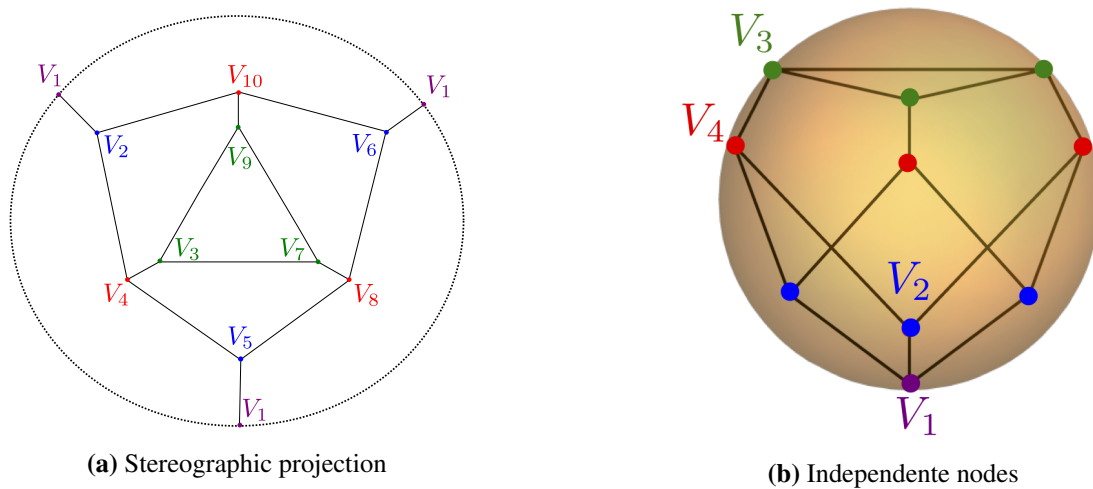 V₁
V₁₀
V₁
V₂
V₆
V₉
V₃
V₇
V₄
V₈
V₅
V₁
(a) Stereographic projection
V₃
V₄
V₂
V₁
(b) Independente nodes